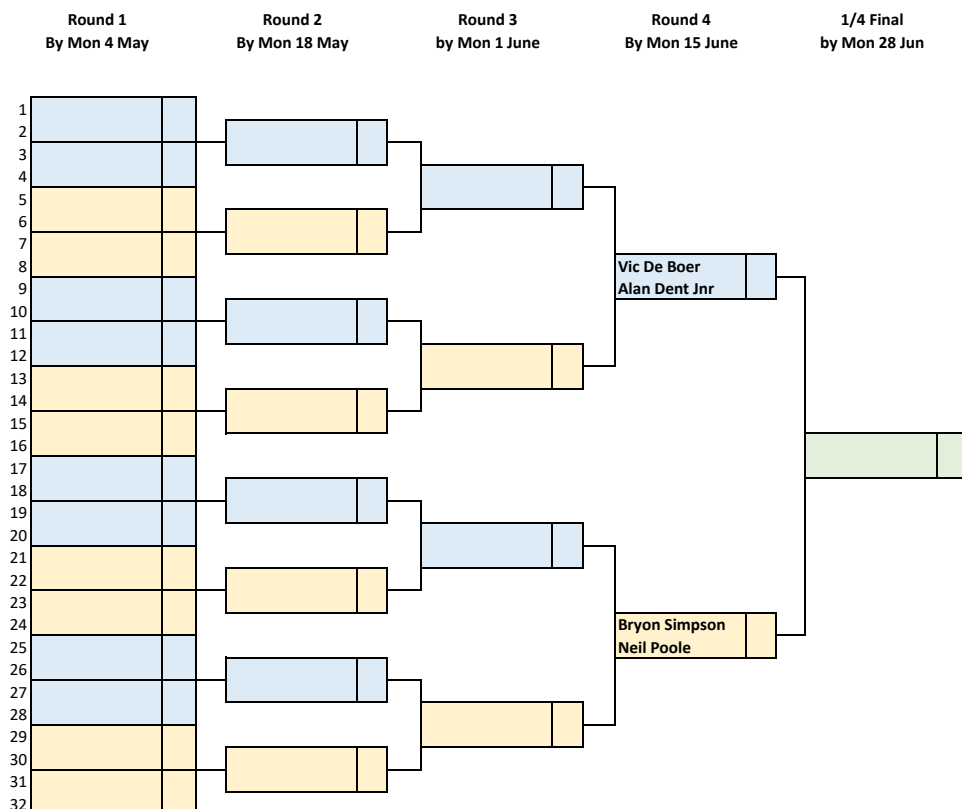 Round 1
By Mon 4 May
Round 2
By Mon 18 May
Round 3
by Mon 1 June
Round 4
By Mon 15 June
1/4 Final
by Mon 28 Jun
1
2
3
4
5
6
7
8
9
10
11
12
13
14
15
16
17
18
19
20
21
22
23
24
25
26
27
28
29
30
31
32
Vic De Boer
Alan Dent Jnr
Bryon Simpson
Neil Poole